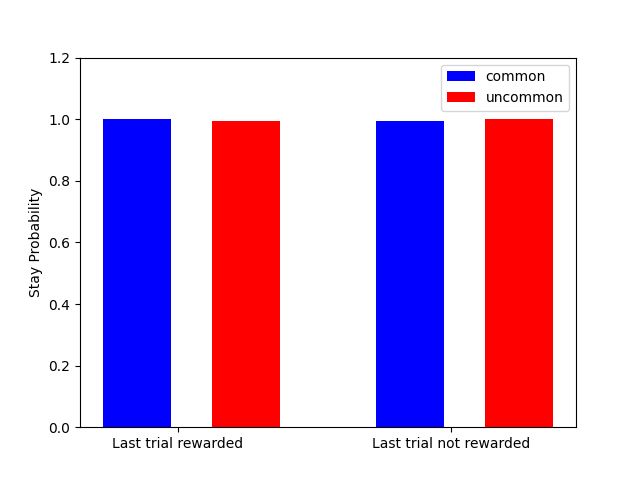 1.2
1.0
0.8
0.6
0.4
0.2
0.0
Stay Probability
common
uncommon
Last trial rewarded
Last trial not rewarded